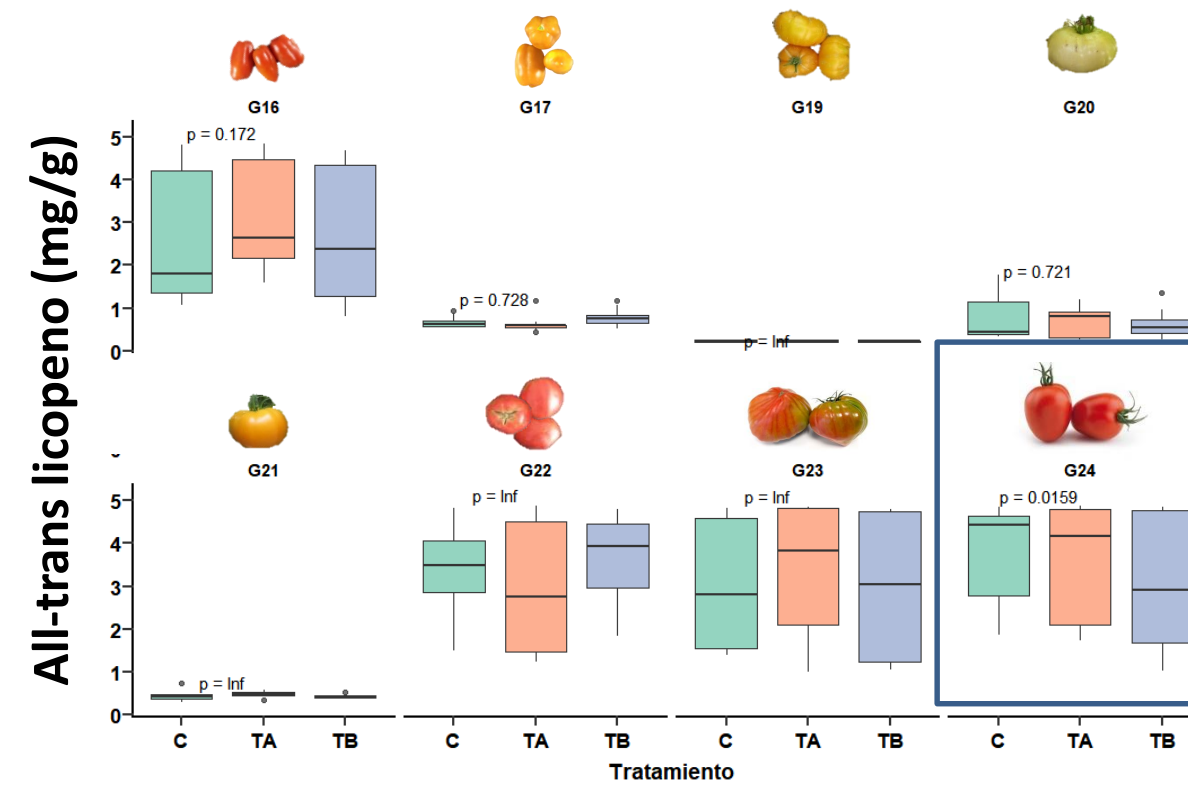 All-trans licopeno (mg/g)
G16 G17 G19 G20
5
4
3
2
1
0
p = 0.172
p = 0.728
p = Inf
p = 0.721
G21 G22 G23 G24
5
4
3
2
1
0
p = Inf
p = Inf
p = Inf
p = 0.0159
C TA TB C TA TB C TA TB C TA TB
Tratamiento